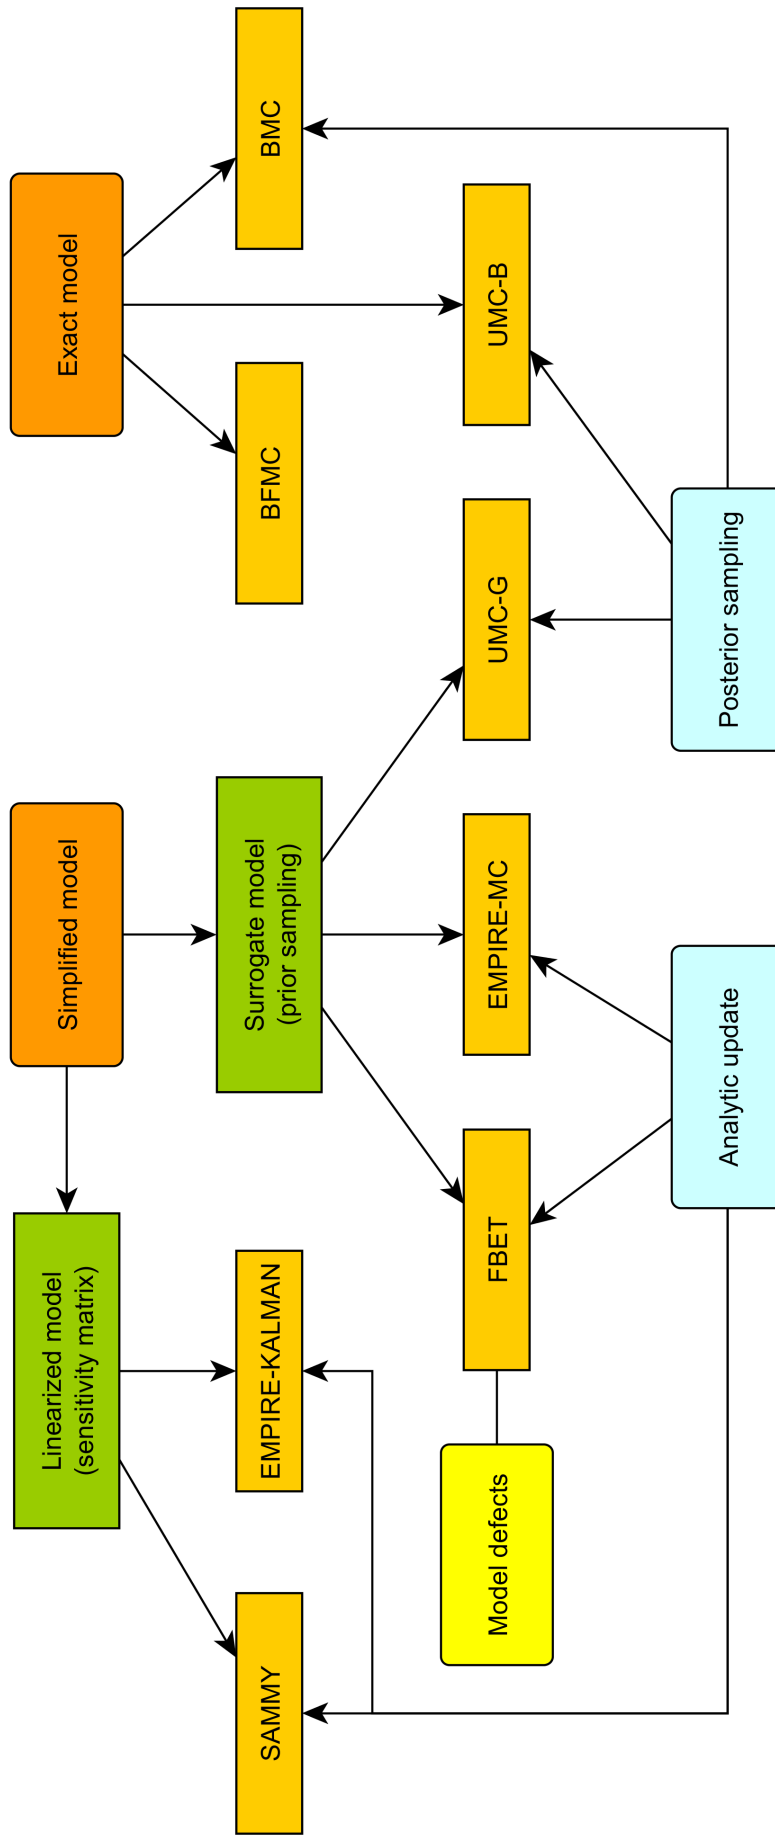 Linearized model
(sensitivity matrix)
Simplified model
Exact model
SAMMY
EMPIRE-KALMAN
Surrogate model
(prior sampling)
BFMC
BMC
Model defects
FBET
EMPIRE-MC
UMC-G
UMC-B
Analytic update
Posterior sampling